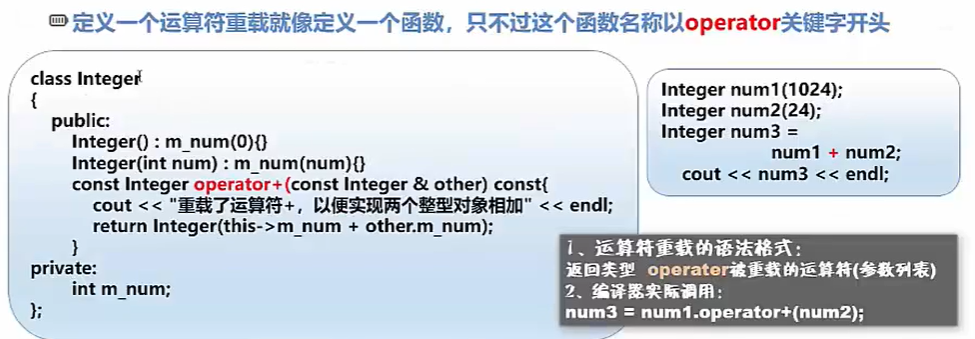 定义一个运算符重载就像定义一个函数，只不过这个函数名称以operator关键字开头
class Integer
{
public:
Integer() : m_num(0){}
Integer(int num) : m_num(num){}
const Integer operator+(const Integer & other) const{
cout << "重载了运算符+，以便实现两个整型对象相加" << endl;
return Integer(this->m_num + other.m_num);
}
private:
int m_num;
};
Integer num1(1024);
Integer num2(24);
Integer num3 =
num1 + num2;
cout << num3 << endl;
1、运算符重载的语法格式：
返回类型 operater被重载的运算符(参数列表)
2、编译器实际调用：
num3 = num1.operator+(num2);